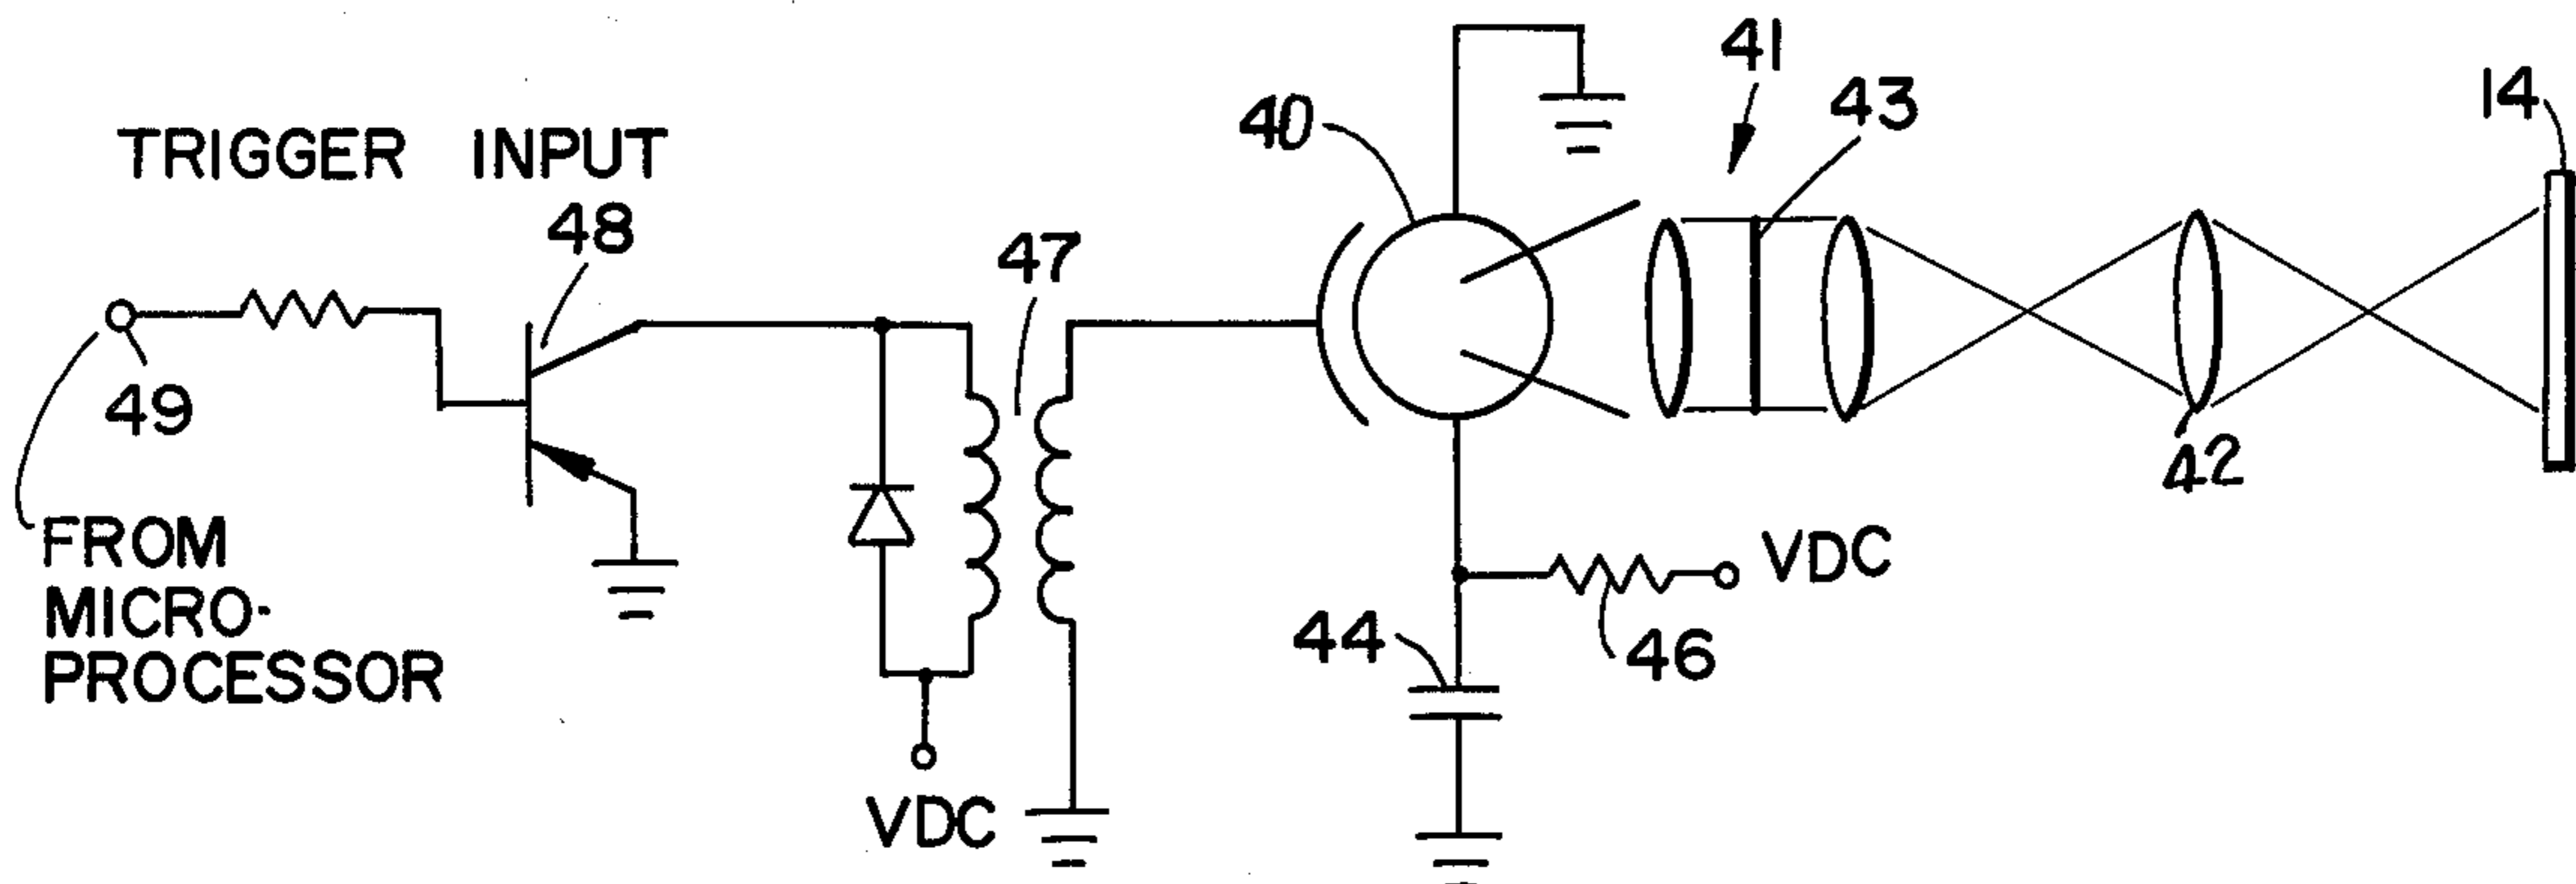 TRIGGER INPUT
48
49
FROM
MICRO-
PROCESSOR
47
VDC
40
41
43
42
14
44
46
VDC